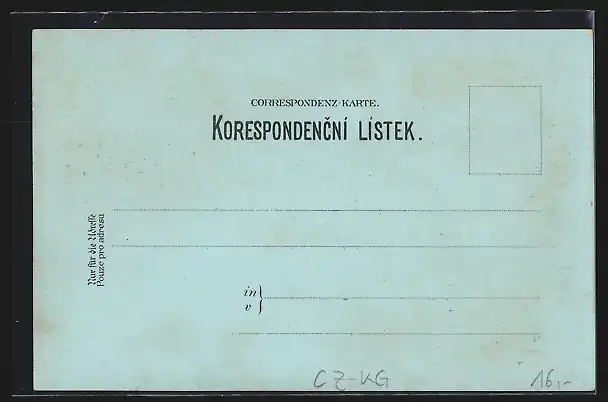 CORRESPONDENZ-KARTE.
KORESPONDENČNÍ LÍSTEK.
Nur für die Adresse
Pouze pro adresu
in
v
CZ-KG
16,-